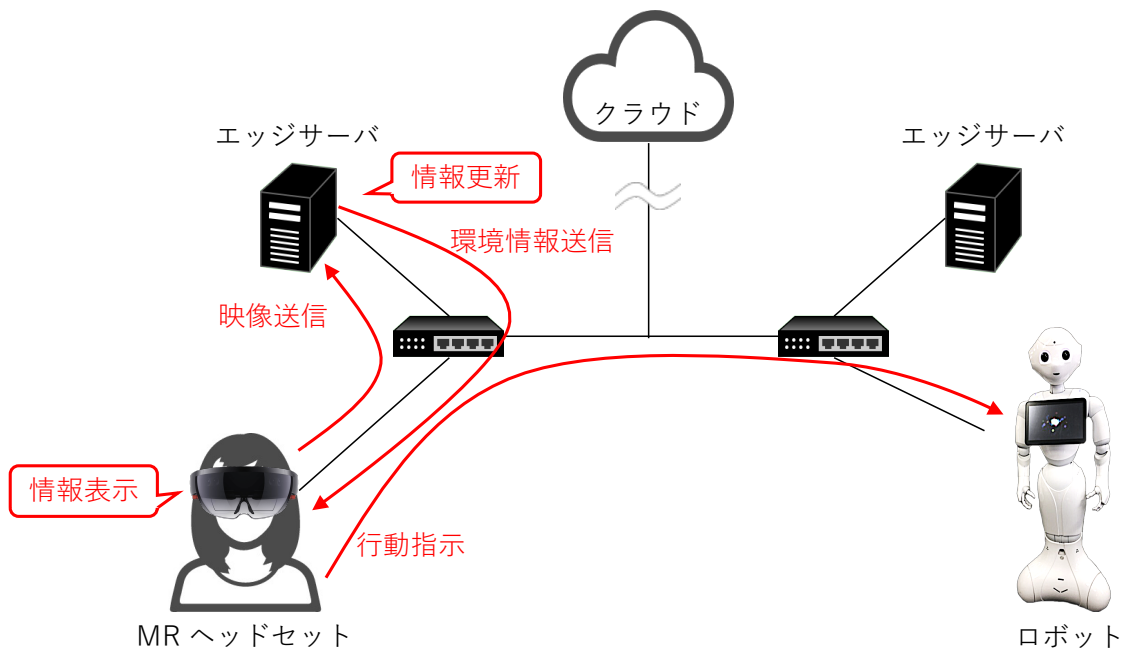 クラウド
エッジサーバ
エッジサーバ
情報更新
環境情報送信
映像送信
情報表示
行動指示
MR ヘッドセット
ロボット